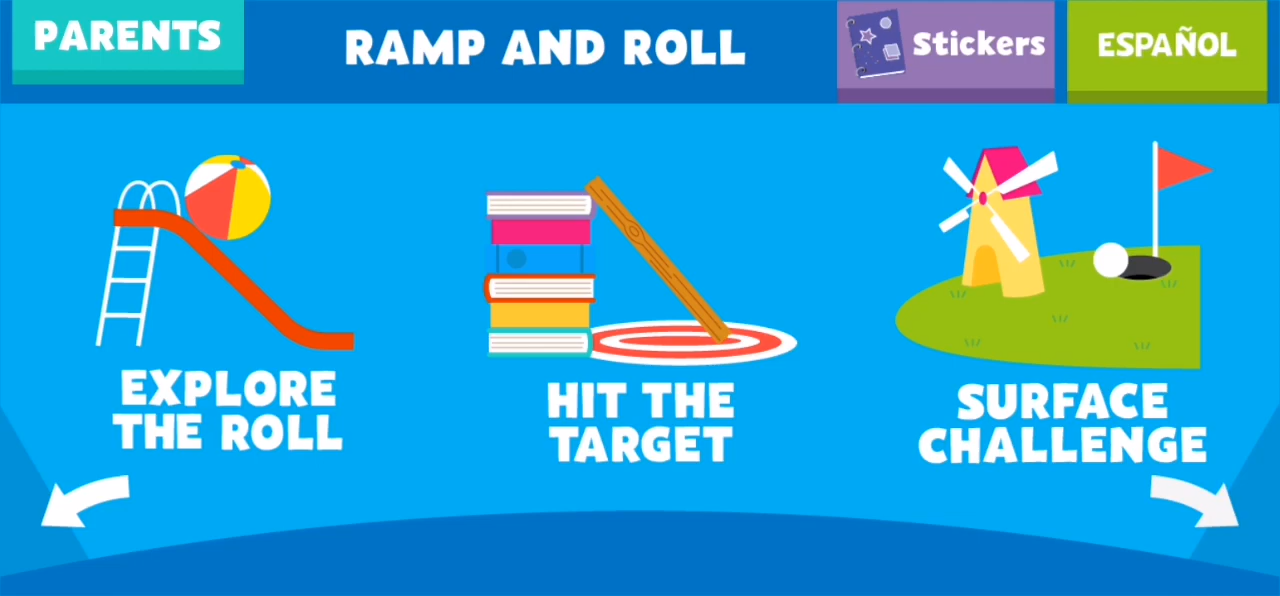 PARENTS
RAMP AND ROLL
Stickers
ESPAÑOL
EXPLORE
THE ROLL
HIT THE
TARGET
SURFACE
CHALLENGE